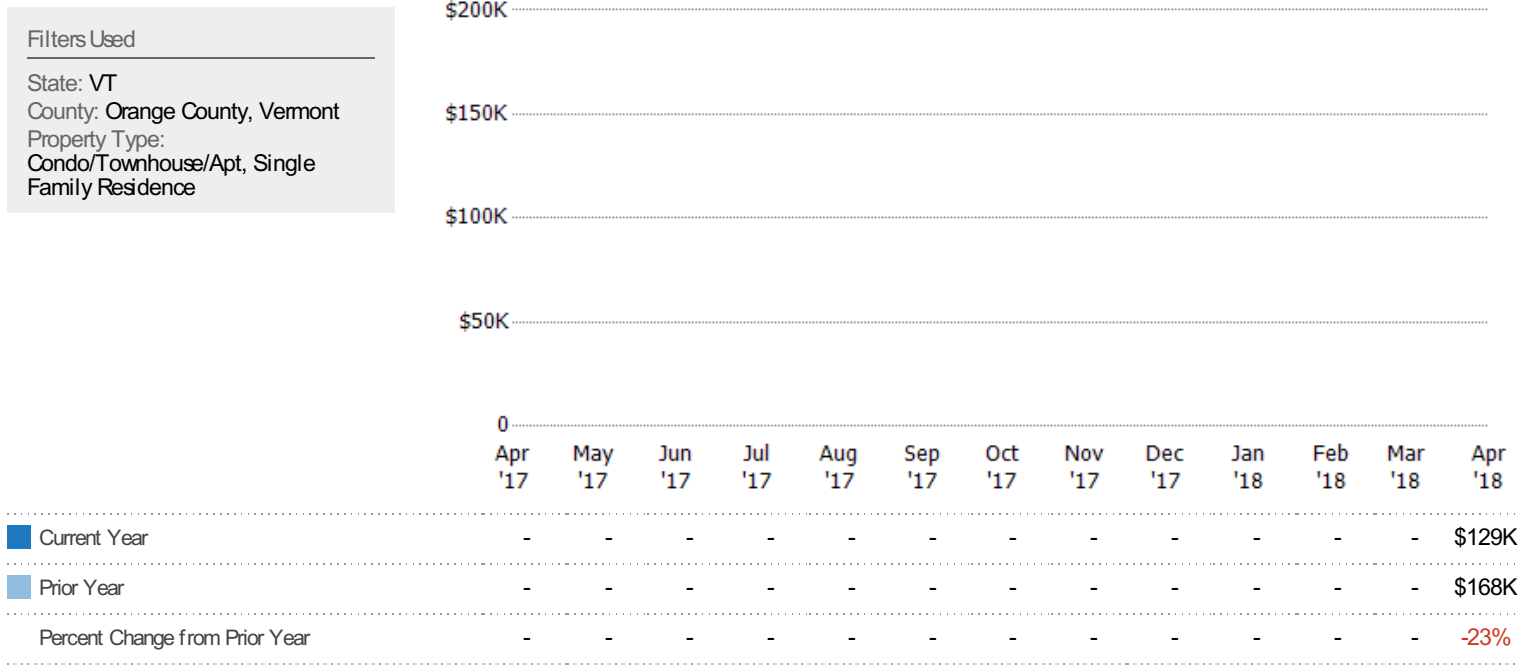 Filters Used
State: VT
County: Orange County, Vermont
Property Type:
Condo/Townhouse/Apt, Single
Family Residence
$200K
$150K
$100K
$50K
0
Apr May Jun Jul Aug Sep Oct Nov Dec Jan Feb Mar Apr
'17 '17 '17 '17 '17 '17 '17 '17 '17 '18 '18 '18 '18
Current Year - - - - - - - - - - - - $129K
Prior Year - - - - - - - - - - - - $168K
Percent Change from Prior Year - - - - - - - - - - - - -23%